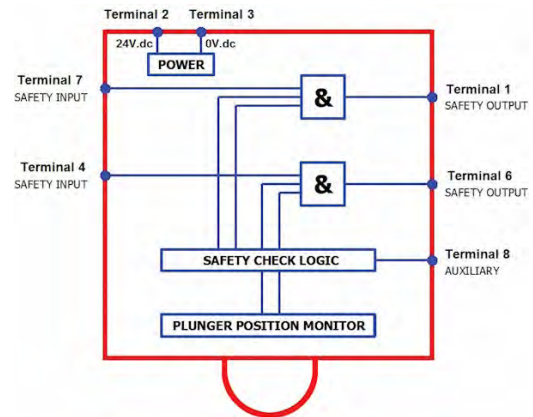 Terminal 2 Terminal 3
24V.dc 0V.dc
POWER
Terminal 7
SAFETY INPUT
&
Terminal 1
SAFETY OUTPUT
Terminal 4
SAFETY INPUT
&
Terminal 6
SAFETY OUTPUT
SAFETY CHECK LOGIC
Terminal 8
AUXILIARY
PLUNGER POSITION MONITOR